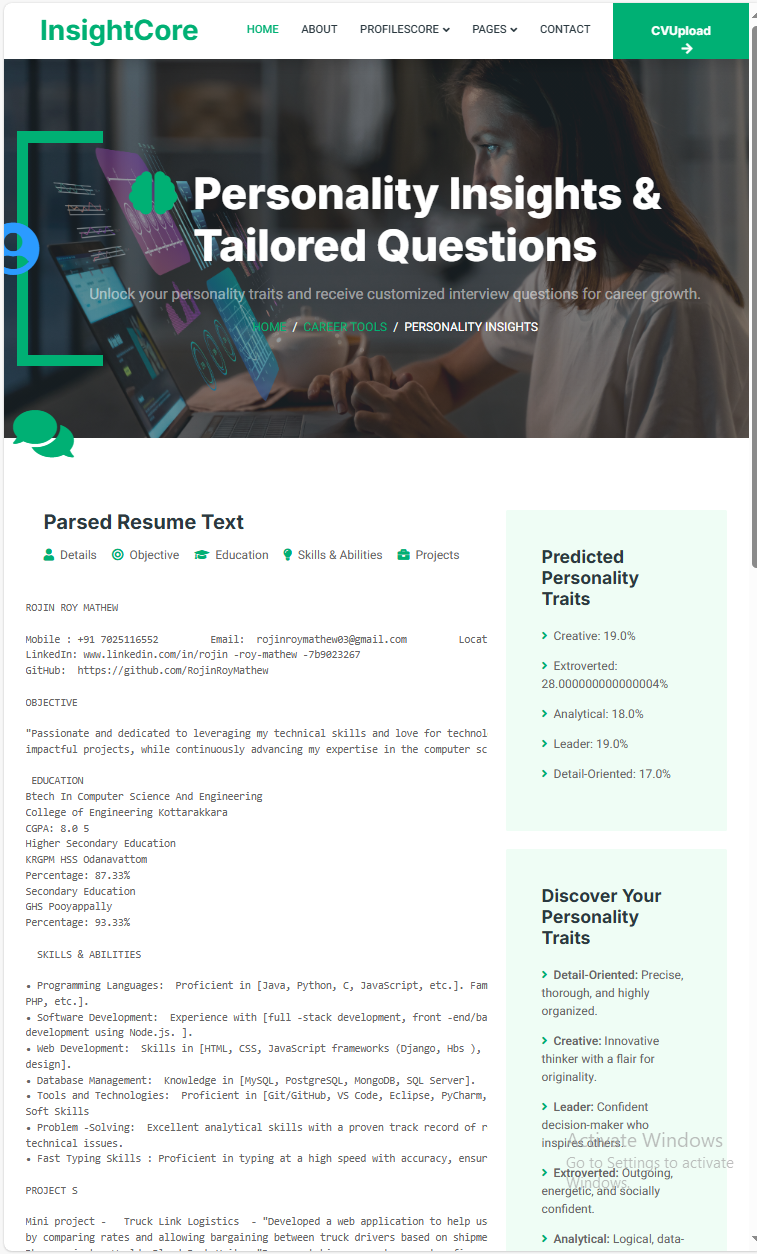 InsightCore
HOME ABOUT PROFILESCORE PAGES CONTACT
CVUpload
Personality Insights &
Tailored Questions
Unlock your personality traits and receive customized interview questions for career growth.
HOME / CAREER TOOLS / PERSONALITY INSIGHTS
Parsed Resume Text
Details Objective Education Skills & Abilities Projects
ROJIN ROY MATHEW
Mobile : +91 7025116552 Email: rojinroymathew03@gmail.com Locat
LinkedIn: www.linkedin.com/in/rojin -roy-mathew -7b9023267
GitHub: https://github.com/RojinRoyMathew
OBJECTIVE
"Passionate and dedicated to leveraging my technical skills and love for technol
impactful projects, while continuously advancing my expertise in the computer sc
EDUCATION
Btech In Computer Science And Engineering
College of Engineering Kottarakkara
CGPA: 8.0 5
Higher Secondary Education
KRGPM HSS Odanavattom
Percentage: 87.33%
Secondary Education
GHS Pooyappally
Percentage: 93.33%
SKILLS & ABILITIES
• Programming Languages: Proficient in [Java, Python, C, JavaScript, etc.]. Fam
PHP, etc.].
• Software Development: Experience with [full -stack development, front -end/ba
development using Node.js. ].
• Web Development: Skills in [HTML, CSS, JavaScript frameworks (Django, Hbs ),
design].
• Database Management: Knowledge in [MySQL, PostgreSQL, MongoDB, SQL Server].
• Tools and Technologies: Proficient in [Git/GitHub, VS Code, Eclipse, PyCharm,
Soft Skills
• Problem -Solving: Excellent analytical skills with a proven track record of r
technical issues.
• Fast Typing Skills : Proficient in typing at a high speed with accuracy, ensur
PROJECT S
Mini project - Truck Link Logistics - "Developed a web application to help us
by comparing rates and allowing bargaining between truck drivers based on shipme
Predicted
Personality
Traits
Creative: 19.0%
Extroverted:
28.000000000000004%
Analytical: 18.0%
Leader: 19.0%
Detail-Oriented: 17.0%
Discover Your
Personality
Traits
Detail-Oriented: Precise,
thorough, and highly
organized.
Creative: Innovative
thinker with a flair for
originality.
Leader: Confident
decision-maker who
inspires others.
Extroverted: Outgoing,
energetic, and socially
confident.
Analytical: Logical, data-
Activate Windows
Go to Settings to activate
Windows.